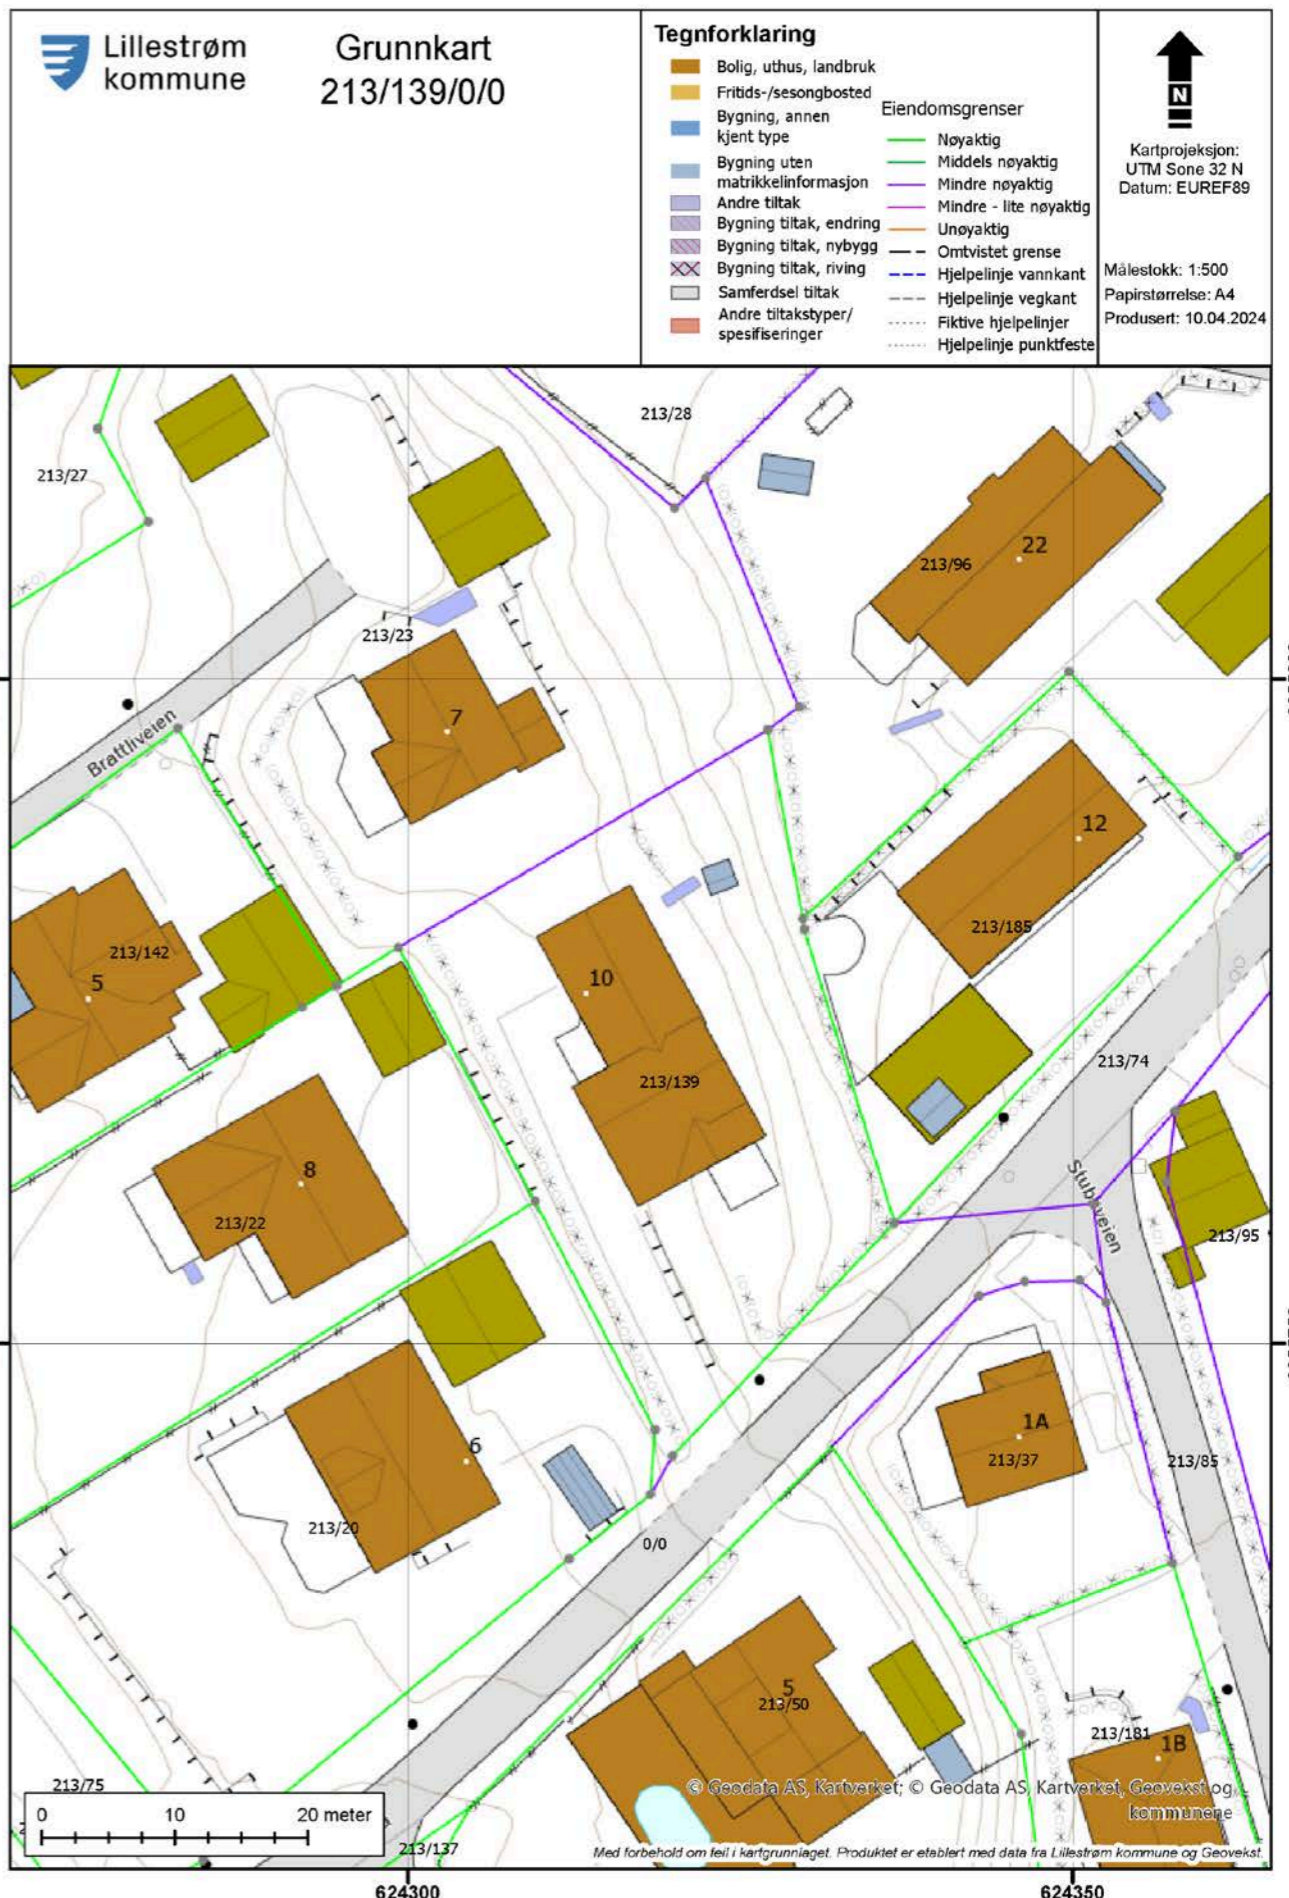 Lillestrøm
kommune
Grunnkart
213/139/0/0
Tegnforklaring
Bolig, uthus, landbruk
Fritids-/sesongbosted
Bygning, annen
kjent type
Bygning uten
matrikkelinformasjon
Andre tiltak
Bygning tiltak, endring
Bygning tiltak, nybygg
Bygning tiltak, riving
Samferdsel tiltak
Andre tiltakstyper/
spesifiseringer
Eiendomsgrenser
Nøyaktig
Middels nøyaktig
Mindre nøyaktig
Mindre - lite nøyaktig
Unøyaktig
Omtvistet grense
Hjelpelinje vannkant
Hjelpelinje vegkant
Fiktive hjelpelinjer
Hjelpelinje punktfeste
N
Kartprojeksjon:
UTM Sone 32 N
Datum: EUREF89
Målestokk: 1:500
Papirstørrelse: A4
Produsert: 10.04.2024
213/28
213/27
22
213/96
213/23
7
Brattliveien
12
213/142
213/185
5
10
213/74
213/139
8
213/22
213/95
1A
6
213/37
213/85
213/20
0/0
5
213/50
213/181
1B
213/75
© Geodata AS, Kartverket; © Geodata AS, Kartverket, Geovekst og
kommunene
0 10 20 meter
213/137
Med forbehold om feil i kartgrunnlaget. Produktet er etablert med data fra Lillestrøm kommune og Geovekst.
624300
624350